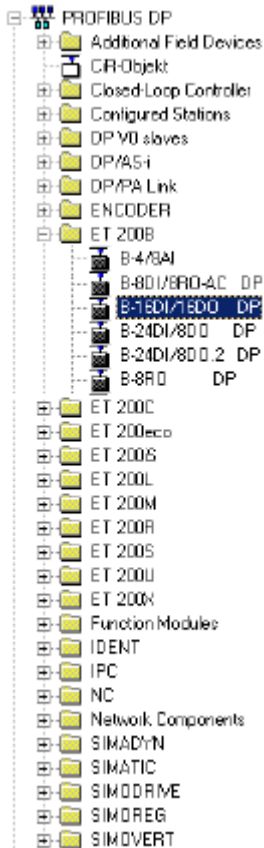 PROFIBUS DP
Additional Field Devices
CiR-Objekt
Closed-Loop Controller
Configured Stations
DP V0 slaves
DP/AS-i
DP/PA Link
ENCODER
ET 200B
B-4/8AI
B-8DI/8RO-AC DP
B-16DI/16DO DP
B-24DI/8DO DP
B-24DI/8DO.2 DP
B-8RO DP
ET 200C
ET 200eco
ET 200iS
ET 200L
ET 200M
ET 200R
ET 200S
ET 200U
ET 200X
Function Modules
IDENT
IPC
NC
Network Components
SIMADYN
SIMATIC
SIMODRIVE
SIMOREG
SIMOVERT